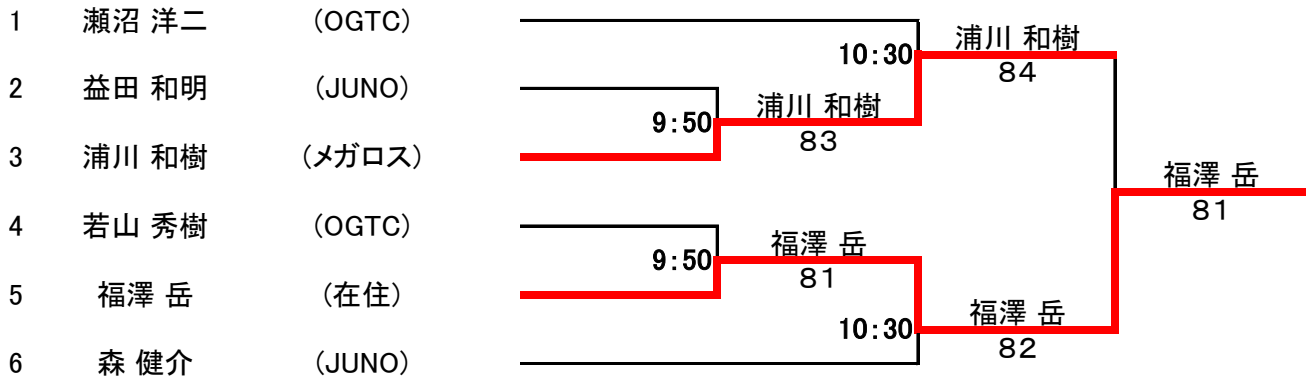 1 瀬沼 洋二 (OGTC)
10:30 浦川 和樹
84
2 益田 和明 (JUNO)
9:50 浦川 和樹
83
3 浦川 和樹 (メガロス)
福澤 岳
81
4 若山 秀樹 (OGTC)
9:50 福澤 岳
81
5 福澤 岳 (在住)
10:30 福澤 岳
82
6 森 健介 (JUNO)